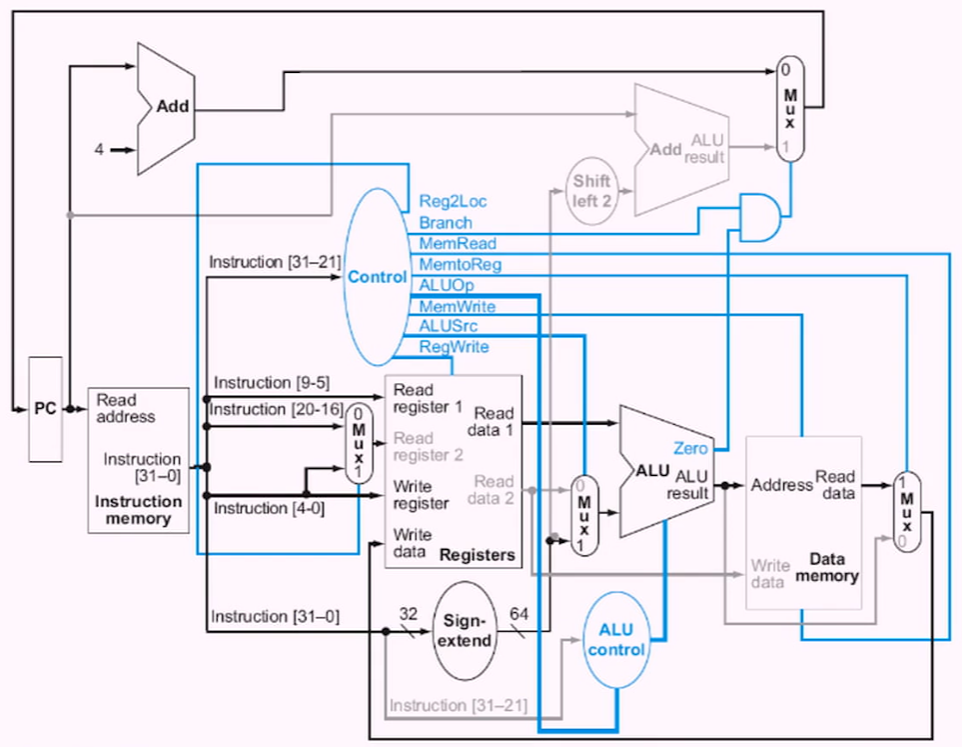 Add
4
0
M
u
x
1
Add
ALU
result
Shift
left 2
Reg2Loc
Branch
MemRead
MemtoReg
ALUOp
MemWrite
ALUSrc
RegWrite
Control
Instruction [31–21]
PC
Read
address
Instruction
[31–0]
Instruction
memory
Instruction [9-5]
Instruction [20-16]
Instruction [4-0]
0
M
u
x
1
Read
register 1
Read
data 1
Read
register 2
Write
register
Read
data 2
Write
data
Registers
0
M
u
x
1
Zero
ALU
ALU
result
Address
Read
data
Write
data
Data
memory
1
M
u
x
0
Instruction [31–0]
32
Sign-
extend
64
ALU
control
Instruction [31–21]